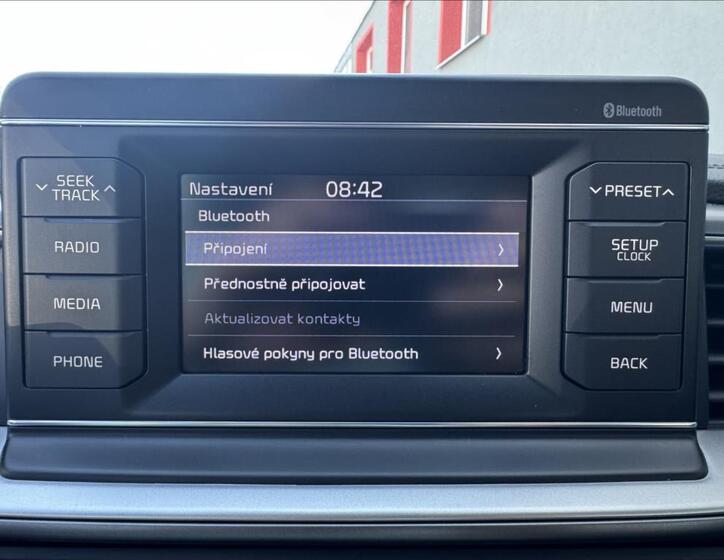 Bluetooth
SEEK
TRACK
RADIO
MEDIA
PHONE
Nastavení 08:42
Bluetooth
Připojení
Přednostně připojovat
Aktualizovat kontakty
Hlasové pokyny pro Bluetooth
PRESET
SETUP
CLOCK
MENU
BACK